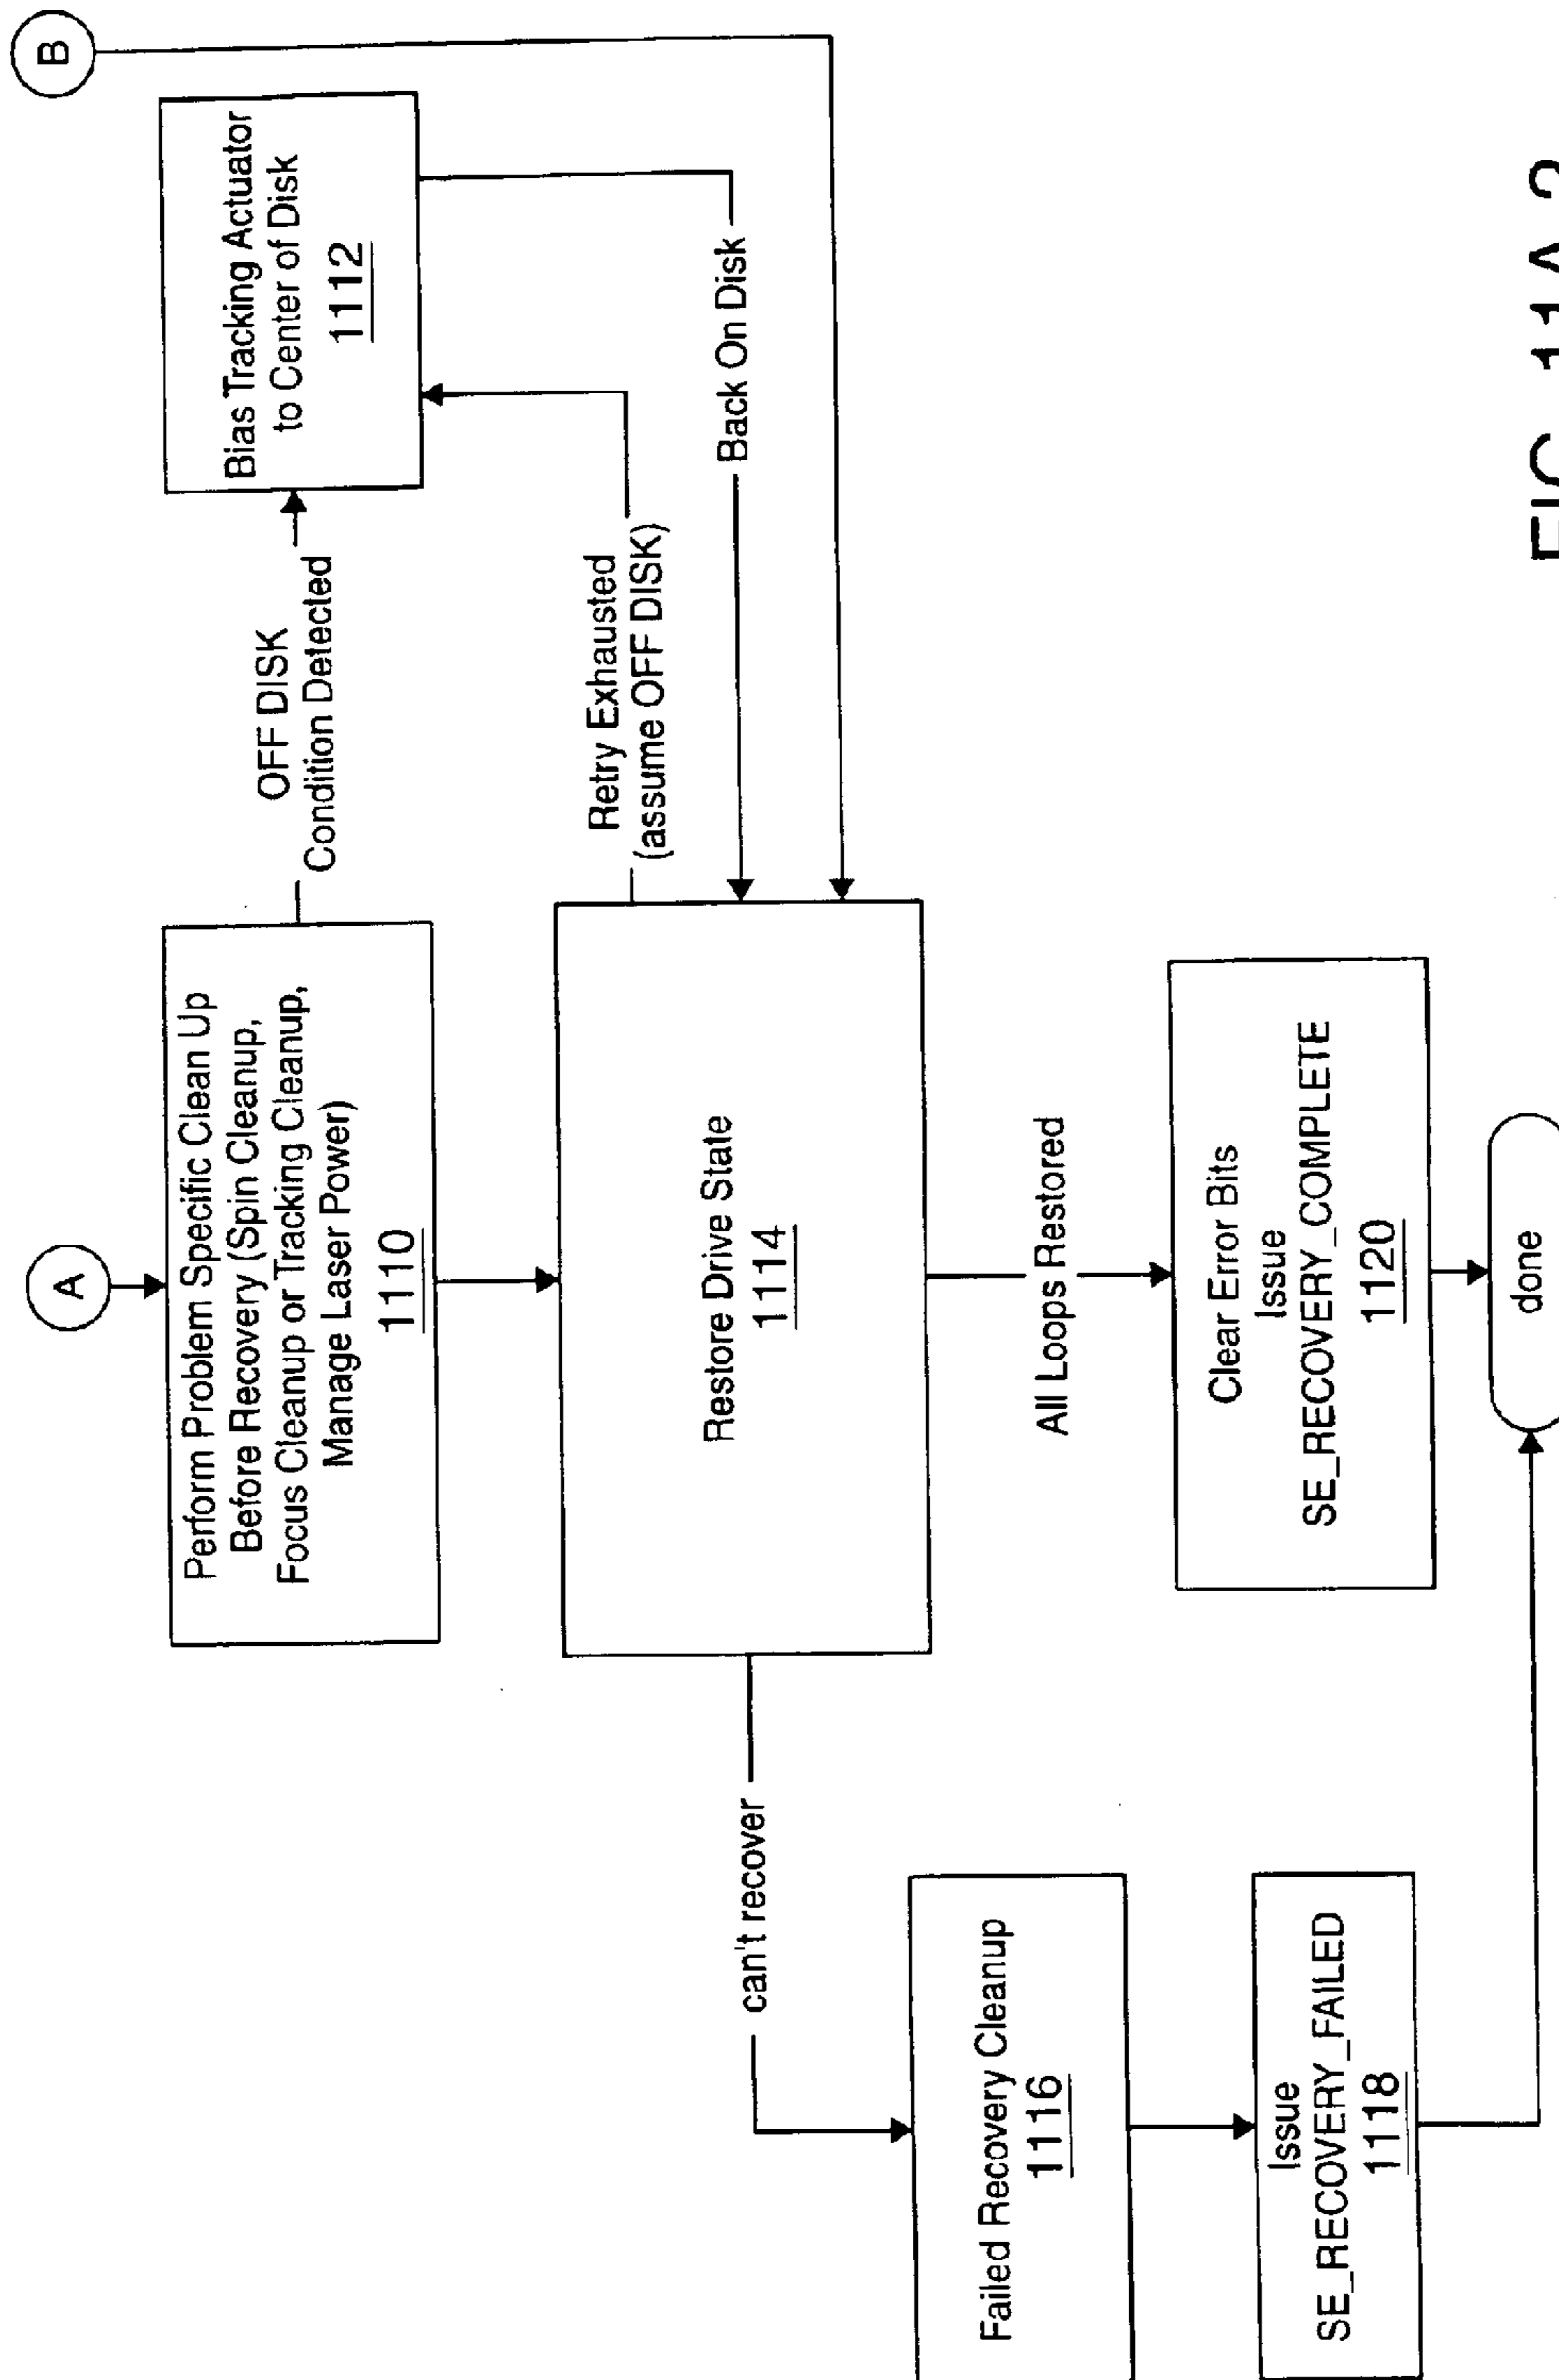 A
B
Perform Problem Specific Clean Up
Before Recovery (Spin Cleanup,
Focus Cleanup or Tracking Cleanup,
Manage Laser Power)
1110
OFF DISK
Condition Detected
Bias Tracking Actuator
to Center of Disk
1112
Retry Exhausted
(assume OFF DISK)
Back On Disk
Restore Drive State
1114
can't recover
All Loops Restored
Failed Recovery Cleanup
1116
Issue
SE_RECOVERY_FAILED
1118
Clear Error Bits
Issue
SE_RECOVERY_COMPLETE
1120
done